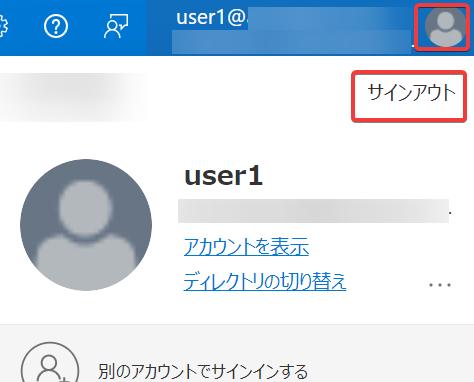 user1@
サインアウト
user1
アカウントを表示
ディレクトリの切り替え
...
別のアカウントでサインインする